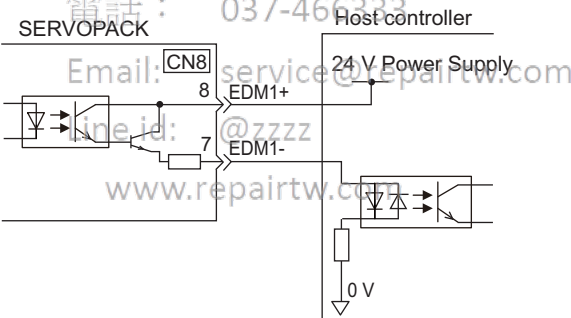 電話： 037-466333
Host controller
SERVOPACK
CN8
24 V Power Supply
Email: service@repairtw.com
8 EDM1+
Line id: @zzzz
7 EDM1-
www.repairtw.com
0 V